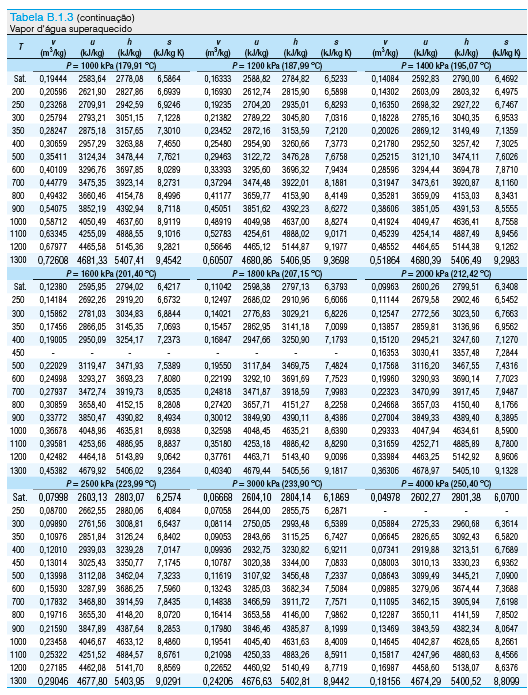 Tabela B.1.3 (continuação)
Vapor d'água superaquecido
T v u h s v u h s v u h s
(m³/kg) (kJ/kg) (kJ/kg) (kJ/kg K) (m³/kg) (kJ/kg) (kJ/kg) (kJ/kg K) (m³/kg) (kJ/kg) (kJ/kg) (kJ/kg K)
P = 1000 kPa (179,91 °C) P = 1200 kPa (187,99 °C) P = 1400 kPa (195,07 °C)
Sat. 0,19444 2583,64 2778,08 6,5864 0,16333 2588,82 2784,82 6,5233 0,14084 2592,83 2790,00 6,4692
200 0,20596 2621,90 2827,86 6,6939 0,16930 2612,74 2815,90 6,5898 0,14302 2603,09 2803,32 6,4975
250 0,23268 2709,91 2942,59 6,9246 0,19235 2704,20 2935,01 6,8293 0,16350 2698,32 2927,22 6,7467
300 0,25794 2793,21 3051,15 7,1228 0,21382 2789,22 3045,80 7,0316 0,18228 2785,16 3040,35 6,9533
350 0,28247 2875,18 3157,65 7,3010 0,23452 2872,16 3153,59 7,2120 0,20026 2869,12 3149,49 7,1359
400 0,30659 2957,29 3263,88 7,4650 0,25480 2954,90 3260,66 7,3773 0,21780 2952,50 3257,42 7,3025
500 0,35411 3124,34 3478,44 7,7621 0,29463 3122,72 3476,28 7,6758 0,25215 3121,10 3474,11 7,6026
600 0,40109 3296,76 3697,85 8,0289 0,33393 3295,60 3696,32 7,9434 0,28596 3294,44 3694,78 7,8710
700 0,44779 3475,35 3923,14 8,2731 0,37294 3474,48 3922,01 8,1881 0,31947 3473,61 3920,87 8,1160
800 0,49432 3660,46 4154,78 8,4996 0,41177 3659,77 4153,90 8,4149 0,35281 3659,09 4153,03 8,3431
900 0,54075 3852,19 4392,94 8,7118 0,45051 3851,62 4392,23 8,6272 0,38606 3851,05 4391,53 8,5555
1000 0,58712 4050,49 4637,60 8,9119 0,48919 4049,98 4637,00 8,8274 0,41924 4049,47 4636,41 8,7558
1100 0,63345 4255,09 4888,55 9,1016 0,52783 4254,61 4888,02 9,0171 0,45239 4254,14 4887,49 8,9456
1200 0,67977 4465,58 5145,36 9,2821 0,56646 4465,12 5144,87 9,1977 0,48552 4464,65 5144,38 9,1262
1300 0,72608 4681,33 5407,41 9,4542 0,60507 4680,86 5406,95 9,3698 0,51864 4680,39 5406,49 9,2983
P = 1600 kPa (201,40 °C) P = 1800 kPa (207,15 °C) P = 2000 kPa (212,42 °C)
Sat. 0,12380 2595,95 2794,02 6,4217 0,11042 2598,38 2797,13 6,3793 0,09963 2600,26 2799,51 6,3408
250 0,14184 2692,26 2919,20 6,6732 0,12497 2686,02 2910,96 6,6066 0,11144 2679,58 2902,46 6,5452
300 0,15862 2781,03 3034,83 6,8844 0,14021 2776,83 3029,21 6,8226 0,12547 2772,56 3023,50 6,7663
350 0,17456 2866,05 3145,35 7,0693 0,15457 2862,95 3141,18 7,0099 0,13857 2859,81 3136,96 6,9562
400 0,19005 2950,09 3254,17 7,2373 0,16847 2947,66 3250,90 7,1793 0,15120 2945,21 3247,60 7,1270
450 - - - - - - - - 0,16353 3030,41 3357,48 7,2844
500 0,22029 3119,47 3471,93 7,5389 0,19550 3117,84 3469,75 7,4824 0,17568 3116,20 3467,55 7,4316
600 0,24998 3293,27 3693,23 7,8080 0,22199 3292,10 3691,69 7,7523 0,19960 3290,93 3690,14 7,7023
700 0,27937 3472,74 3919,73 8,0535 0,24818 3471,87 3918,59 7,9983 0,22323 3470,99 3917,45 7,9487
800 0,30859 3658,40 4152,15 8,2808 0,27420 3657,71 4151,27 8,2258 0,24668 3657,03 4150,40 8,1766
900 0,33772 3850,47 4390,82 8,4934 0,30012 3849,90 4390,11 8,4386 0,27004 3849,33 4389,40 8,3895
1000 0,36678 4048,96 4635,81 8,6938 0,32598 4048,45 4635,21 8,6390 0,29333 4047,94 4634,61 8,5900
1100 0,39581 4253,66 4886,95 8,8837 0,35180 4253,18 4886,42 8,8290 0,31659 4252,71 4885,89 8,7800
1200 0,42482 4464,18 5143,89 9,0642 0,37761 4463,71 5143,40 9,0096 0,33984 4463,25 5142,92 8,9606
1300 0,45382 4679,92 5406,02 9,2364 0,40340 4679,44 5405,56 9,1817 0,36306 4678,97 5405,10 9,1328
P = 2500 kPa (223,99 °C) P = 3000 kPa (233,90 °C) P = 4000 kPa (250,40 °C)
Sat. 0,07998 2603,13 2803,07 6,2574 0,06668 2604,10 2804,14 6,1869 0,04978 2602,27 2801,38 6,0700
250 0,08700 2662,55 2880,06 6,4084 0,07058 2644,00 2855,75 6,2871 - - - -
300 0,09890 2761,56 3008,81 6,6437 0,08114 2750,05 2993,48 6,5389 0,05884 2725,33 2960,68 6,3614
350 0,10976 2851,84 3126,24 6,8402 0,09053 2843,66 3115,25 6,7427 0,06645 2826,65 3092,43 6,5820
400 0,12010 2939,03 3239,28 7,0147 0,09936 2932,75 3230,82 6,9211 0,07341 2919,88 3213,51 6,7689
450 0,13014 3025,43 3350,77 7,1745 0,10787 3020,38 3344,00 7,0833 0,08003 3010,13 3330,23 6,9362
500 0,13998 3112,08 3462,04 7,3233 0,11619 3107,92 3456,48 7,2337 0,08643 3099,49 3445,21 7,0900
600 0,15930 3287,99 3686,25 7,5960 0,13243 3285,03 3682,34 7,5084 0,09885 3279,06 3674,44 7,3688
700 0,17832 3468,80 3914,59 7,8435 0,14838 3466,59 3911,72 7,7571 0,11095 3462,15 3905,94 7,6198
800 0,19716 3655,30 4148,20 8,0720 0,16414 3653,58 4146,00 7,9862 0,12287 3650,11 4141,59 7,8502
900 0,21590 3847,89 4387,64 8,2853 0,17980 3846,46 4385,87 8,1999 0,13469 3843,59 4382,34 8,0647
1000 0,23458 4046,67 4633,12 8,4860 0,19541 4045,40 4631,63 8,4009 0,14645 4042,87 4628,65 8,2661
1100 0,25322 4251,52 4884,57 8,6761 0,21098 4250,33 4883,26 8,5911 0,15817 4247,96 4880,63 8,4566
1200 0,27185 4462,08 5141,70 8,8569 0,22652 4460,92 5140,49 8,7719 0,16987 4458,60 5138,07 8,6376
1300 0,29046 4677,80 5403,95 9,0291 0,24206 4676,63 5402,81 8,9442 0,18156 4674,29 5400,52 8,8099